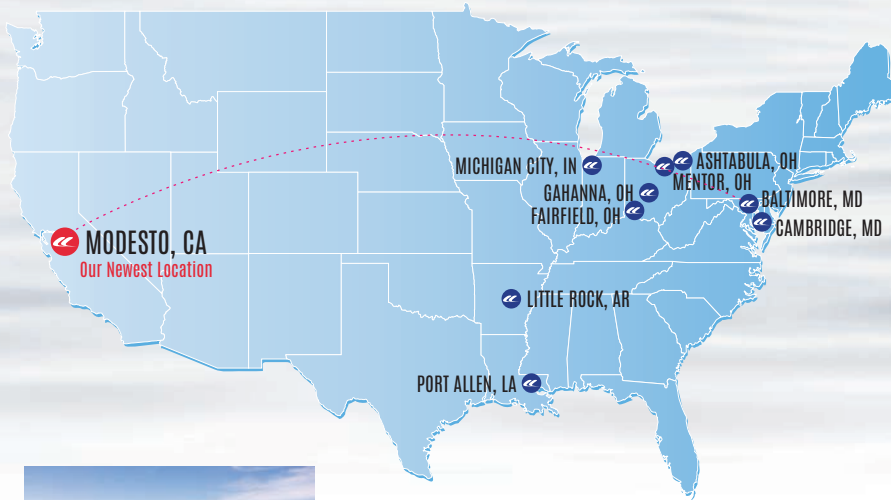 MICHIGAN CITY, IN
ASHTABULA, OH
MENTOR, OH
GAHANNA, OH
FAIRFIELD, OH
BALTIMORE, MD
CAMBRIDGE, MD
MODESTO, CA
Our Newest Location
LITTLE ROCK, AR
PORT ALLEN, LA